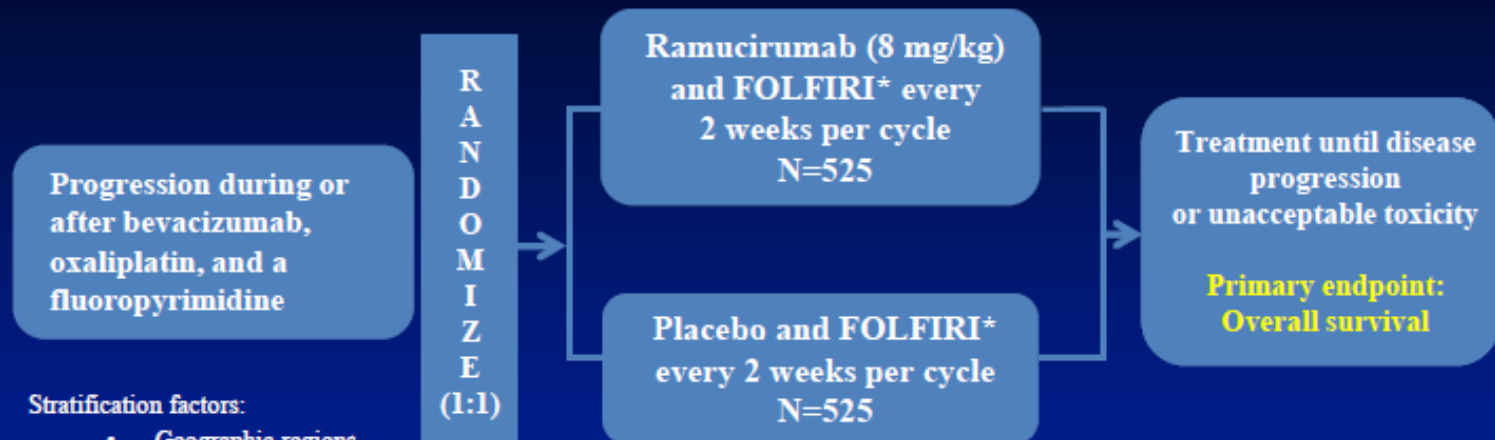 Progression during or
after bevacizumab,
oxaliplatin, and a
fluoropyrimidine
Stratification factors:
• Geographic regions
R
A
N
D
O
M
I
Z
E
(1:1)
Ramucirumab (8 mg/kg)
and FOLFIRI* every
2 weeks per cycle
N=525
Placebo and FOLFIRI*
every 2 weeks per cycle
N=525
Treatment until disease
progression
or unacceptable toxicity
Primary endpoint:
Overall survival